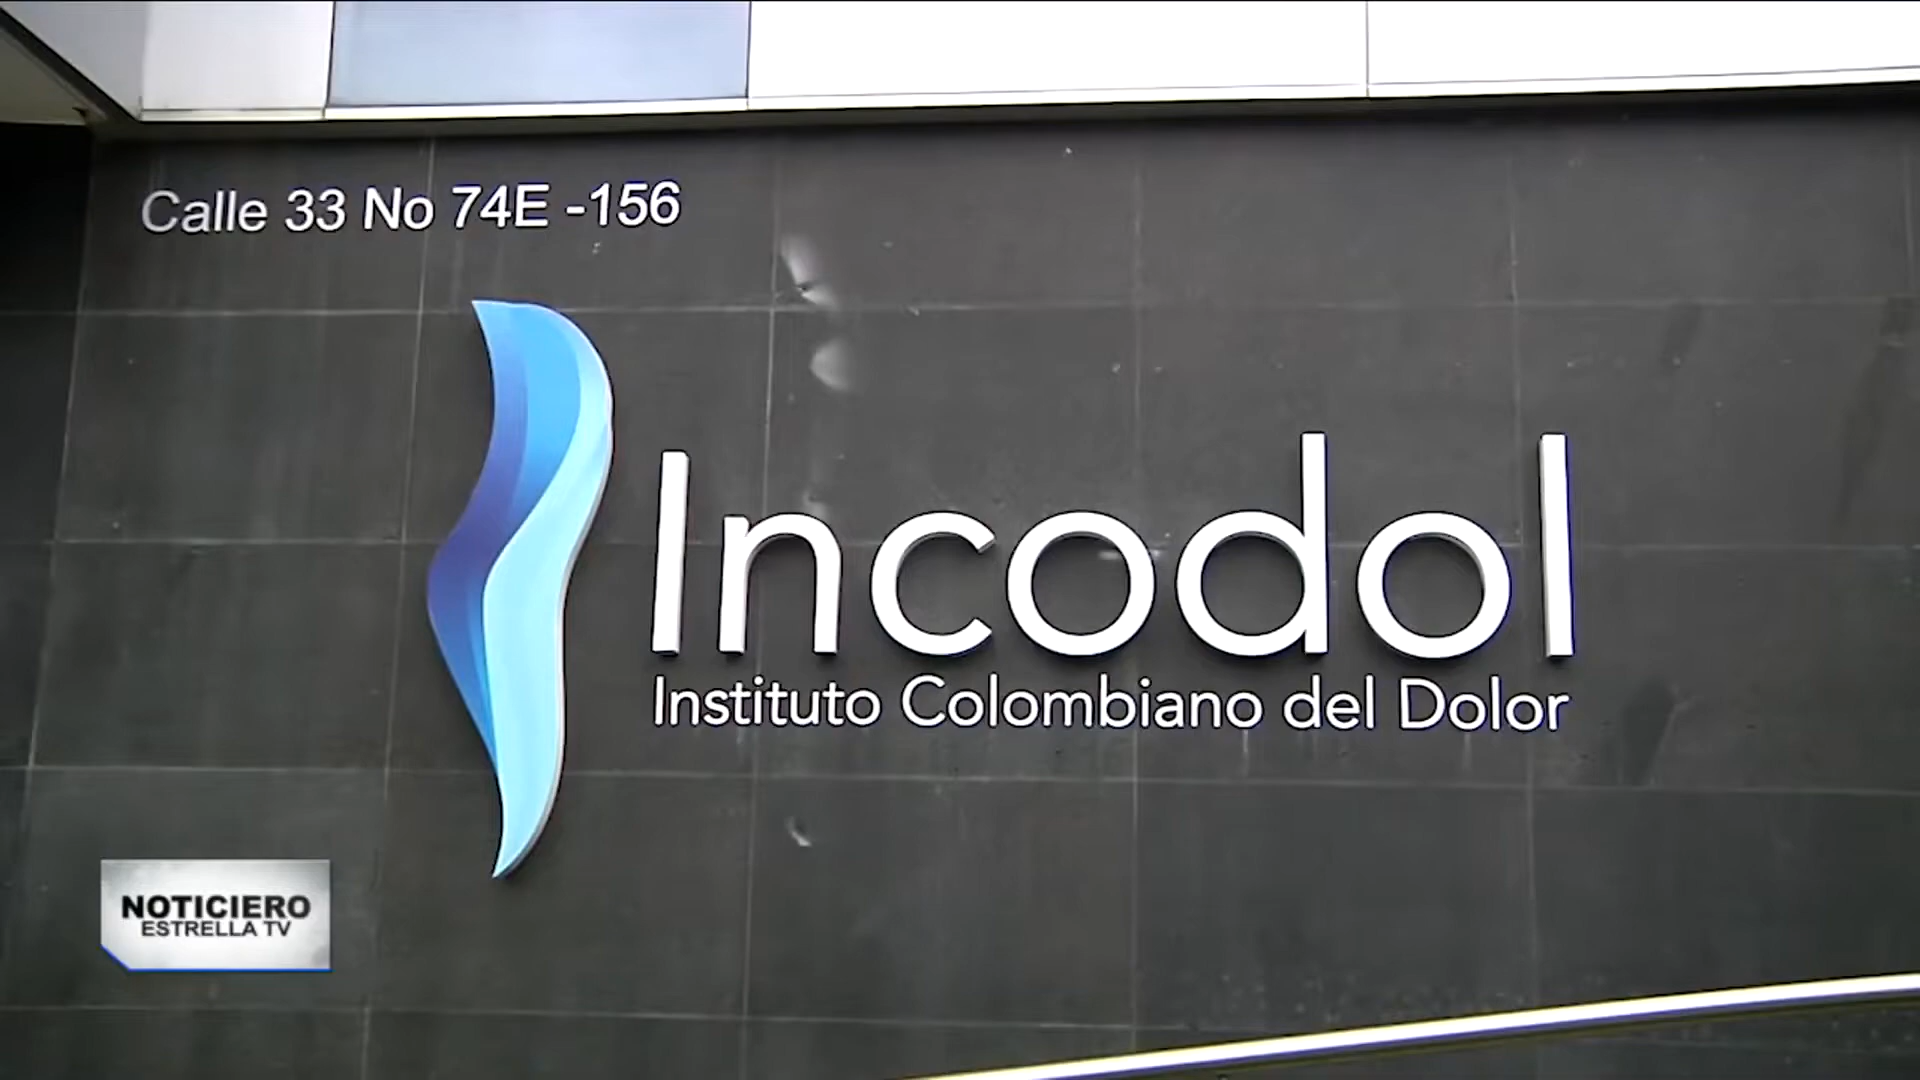 Calle 33 No 74E -156
Incodol
Instituto Colombiano del Dolor
NOTICIERO
ESTRELLA TV